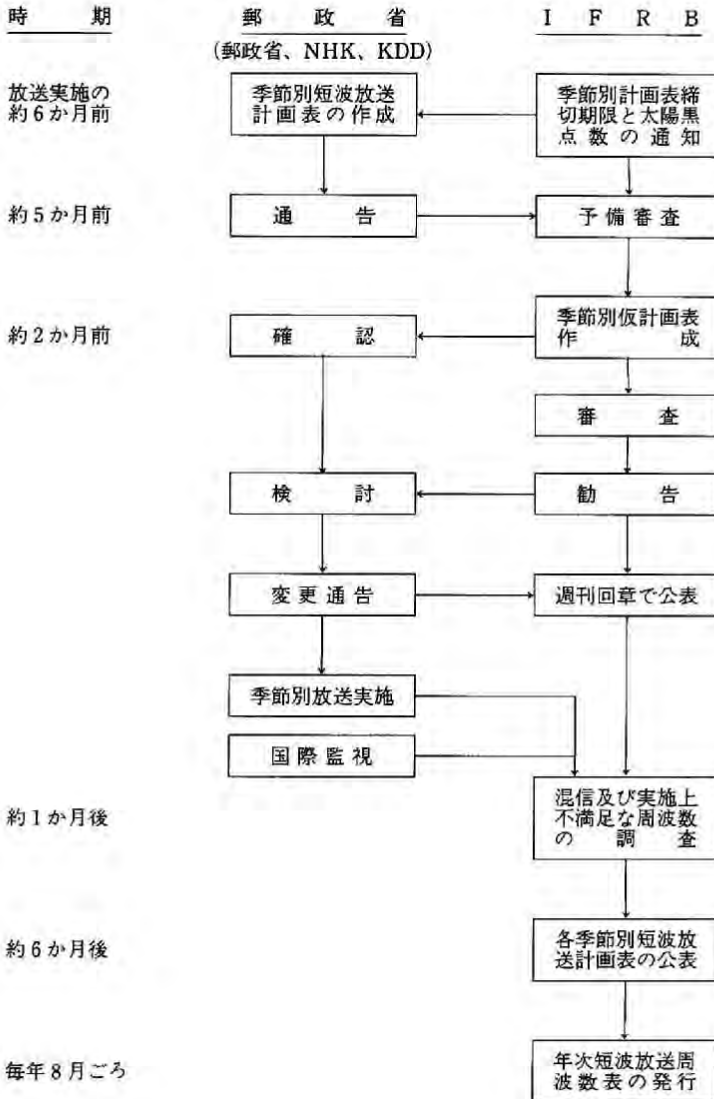 時期 郵政省 IFRB
(郵政省、NHK、KDD)
放送実施の
約6か月前
季節別短波放送
計画表の作成
季節別計画表締
切期限と太陽黒
点数の通知
約5か月前
通告
予備審査
約2か月前
確認
季節別仮計画表
作成
審査
検討
勧告
変更通告
週刊回章で公表
季節別放送実施
国際監視
約1か月後
混信及び実施上
不満足な周波数
の調査
約6か月後
各季節別短波放
送計画表の公表
毎年8月ごろ
年次短波放送周
波数表の発行